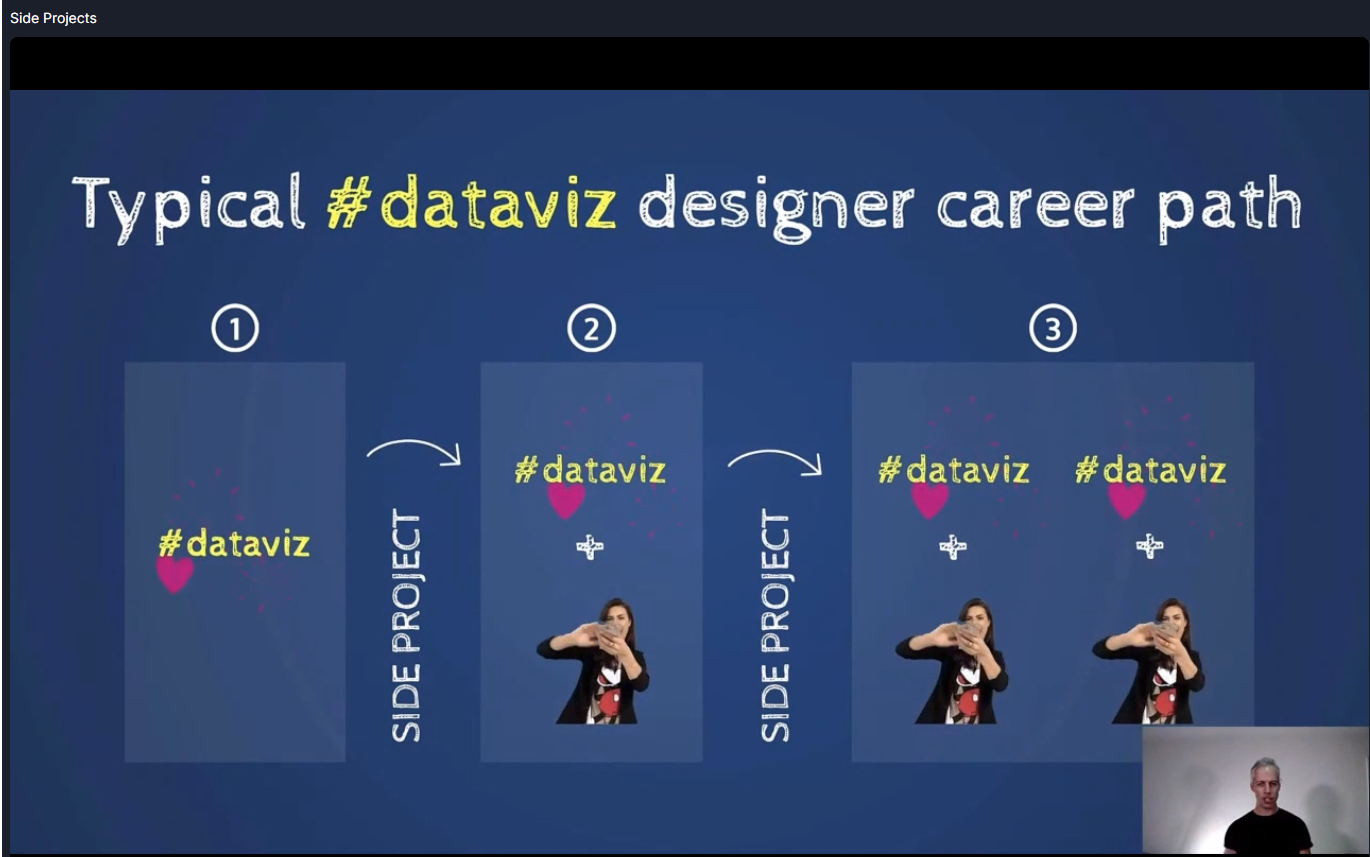 Side Projects
Typical #dataviz designer career path
1
2
3
#dataviz
SIDE PROJECT
#dataviz
+
SIDE PROJECT
#dataviz #dataviz
+ +